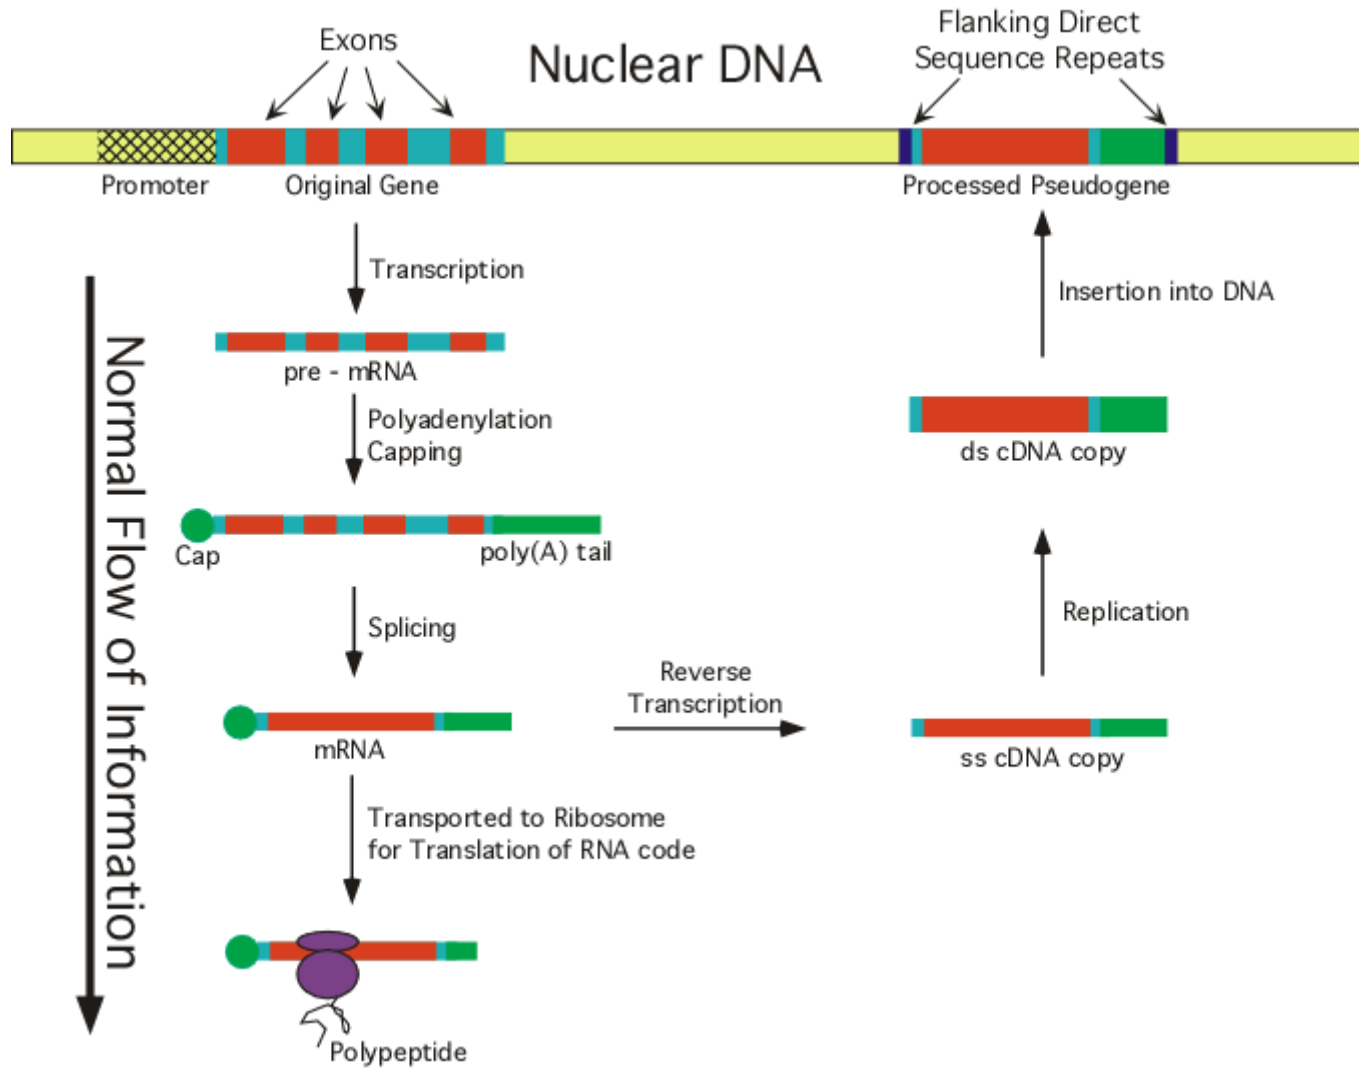 Exons
Nuclear DNA
Flanking Direct
Sequence Repeats
Promoter
Original Gene
Processed Pseudogene
Transcription
Insertion into DNA
pre - mRNA
Polyadenylation
Capping
ds cDNA copy
Cap
poly(A) tail
Splicing
Replication
Reverse
Transcription
mRNA
ss cDNA copy
Transported to Ribosome
for Translation of RNA code
Polypeptide
Normal Flow of Information